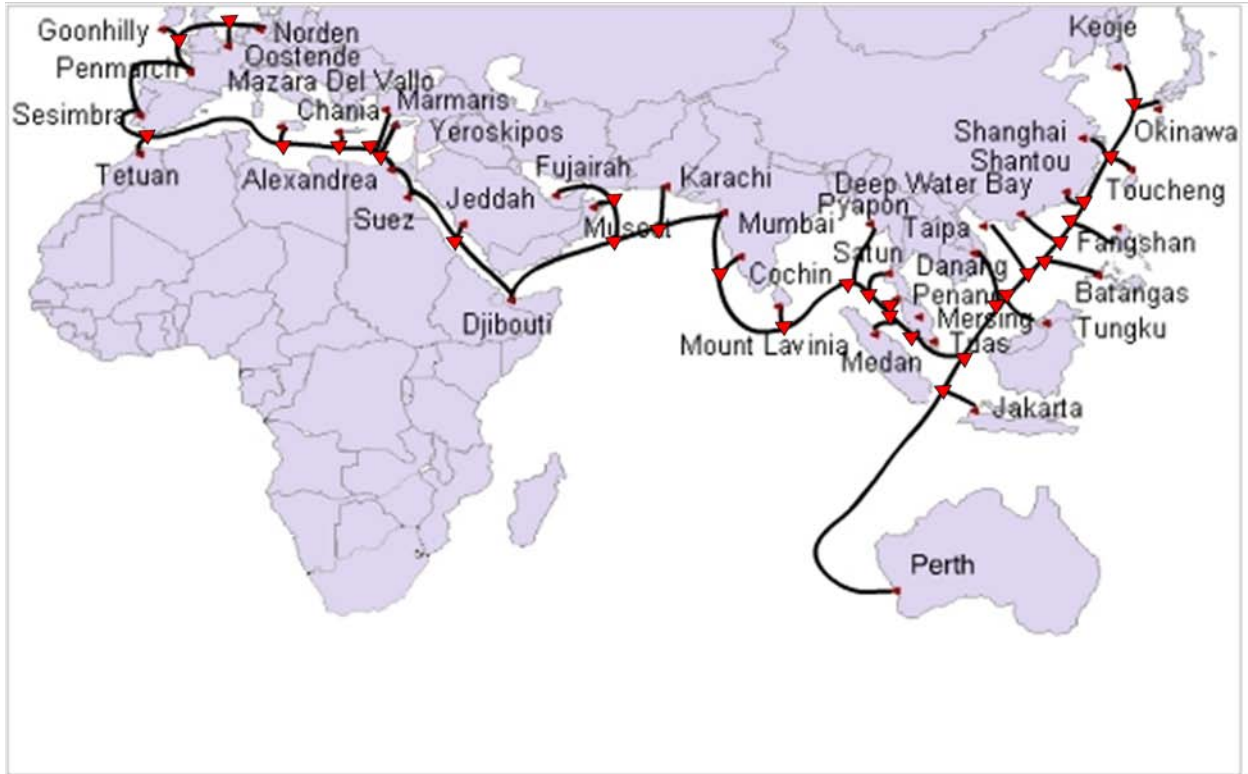 Goonhilly
Norden
Oostende
Penmarch
Mazara Del Vallo
Sesimbra
Chania
Marmaris
Yeroskipos
Tetuan
Alexandrea
Suez
Jeddah
Fujairah
Muscat
Karachi
Mumbai
Djibouti
Cochin
Mount Lavinia
Keoje
Okinawa
Shanghai
Shantou
Toucheng
Deep Water Bay
Pyapon
Taipa
Fangshan
Satun
Danang
Batangas
Penang
Mersing
Tungku
Tuas
Medan
Jakarta
Perth